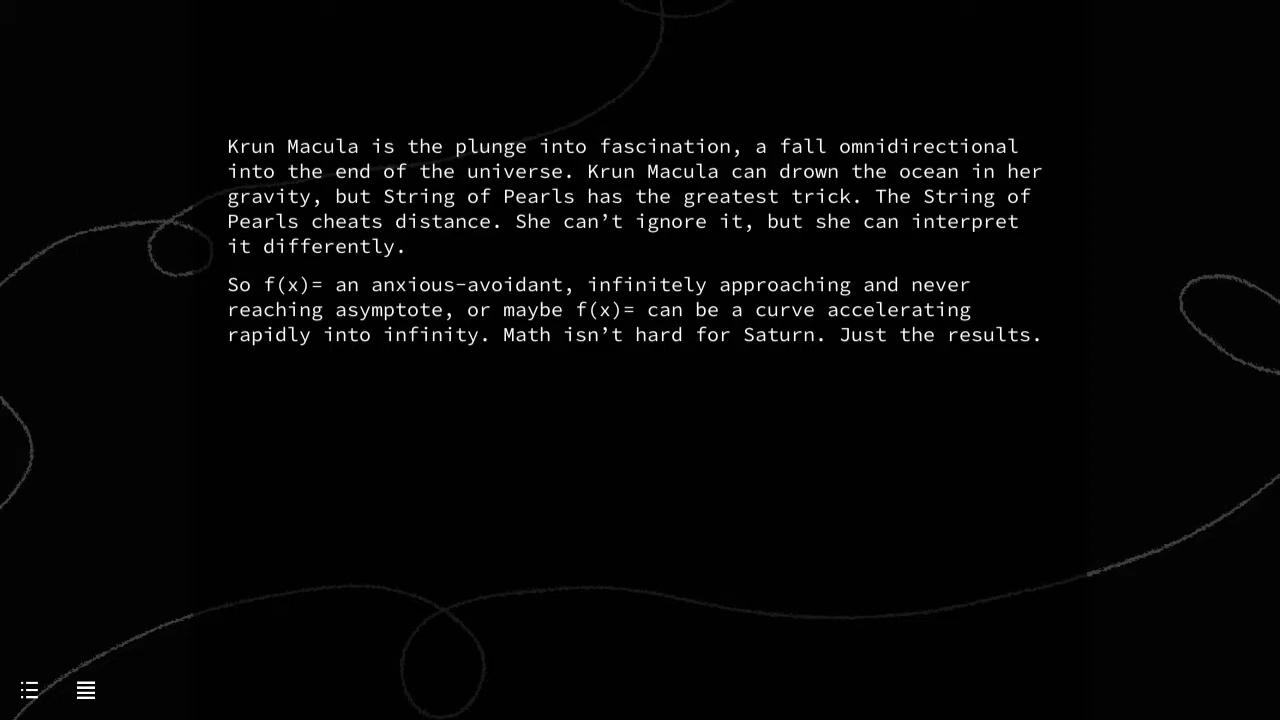 Krun Macula is the plunge into fascination, a fall omnidirectional
into the end of the universe. Krun Macula can drown the ocean in her
gravity, but String of Pearls has the greatest trick. The String of
Pearls cheats distance. She can’t ignore it, but she can interpret
it differently.
So f(x)= an anxious-avoidant, infinitely approaching and never
reaching asymptote, or maybe f(x)= can be a curve accelerating
rapidly into infinity. Math isn’t hard for Saturn. Just the results.